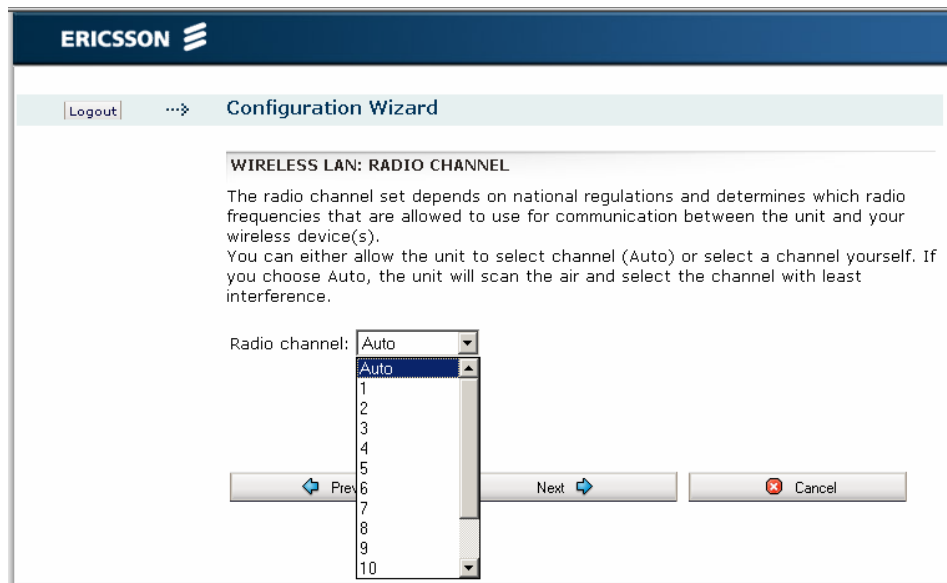 ERICSSON
Logout
Configuration Wizard
WIRELESS LAN: RADIO CHANNEL
The radio channel set depends on national regulations and determines which radio
frequencies that are allowed to use for communication between the unit and your
wireless device(s).
You can either allow the unit to select channel (Auto) or select a channel yourself. If
you choose Auto, the unit will scan the air and select the channel with least
interference.
Radio channel: Auto
Auto
1
2
3
4
5
6
7
8
9
10
Prev
Next
Cancel